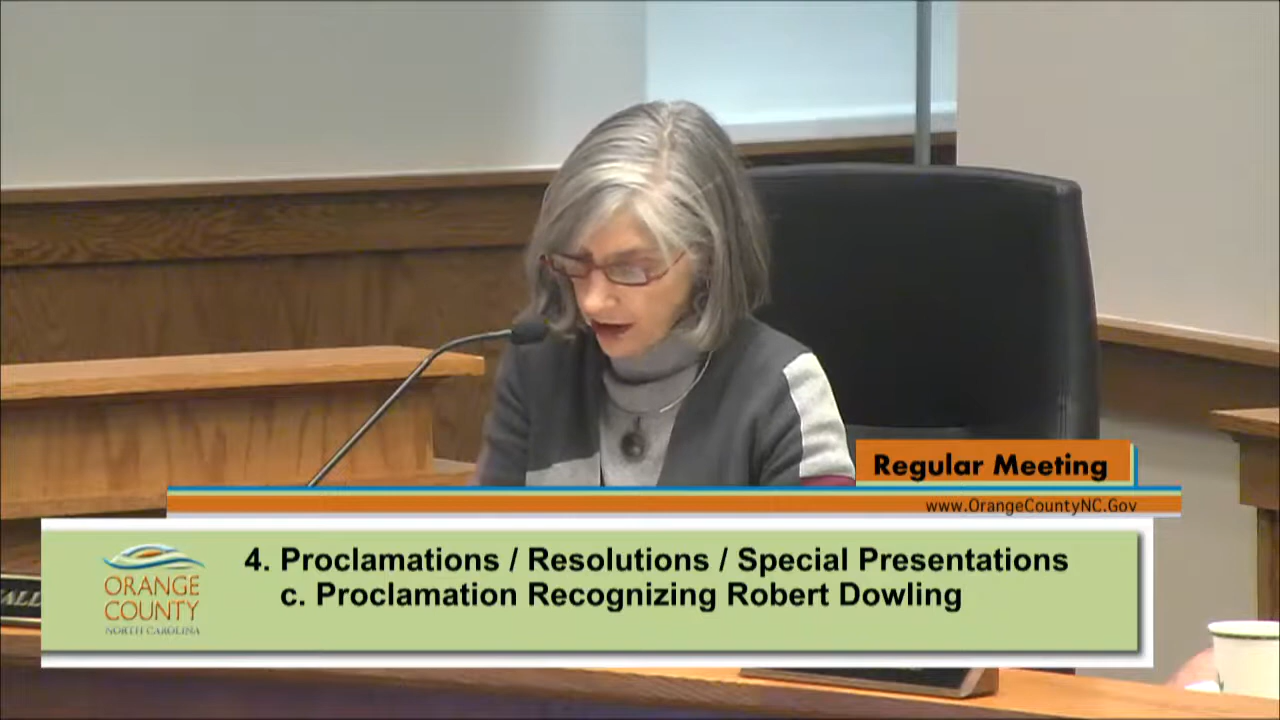 Regular Meeting
www.OrangeCountyNC.Gov
4. Proclamations / Resolutions / Special Presentations
c. Proclamation Recognizing Robert Dowling
ORANGE
COUNTY
NORTH CAROLINA